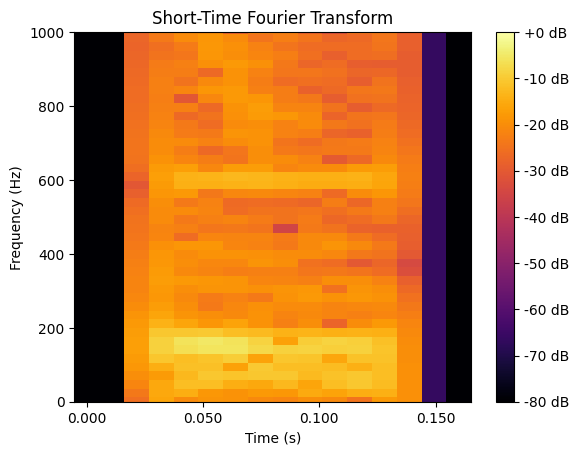 Short-Time Fourier Transform
1000
800
600
400
200
0
Frequency (Hz)
0.000
0.050
0.100
0.150
Time (s)
+0 dB
-10 dB
-20 dB
-30 dB
-40 dB
-50 dB
-60 dB
-70 dB
-80 dB